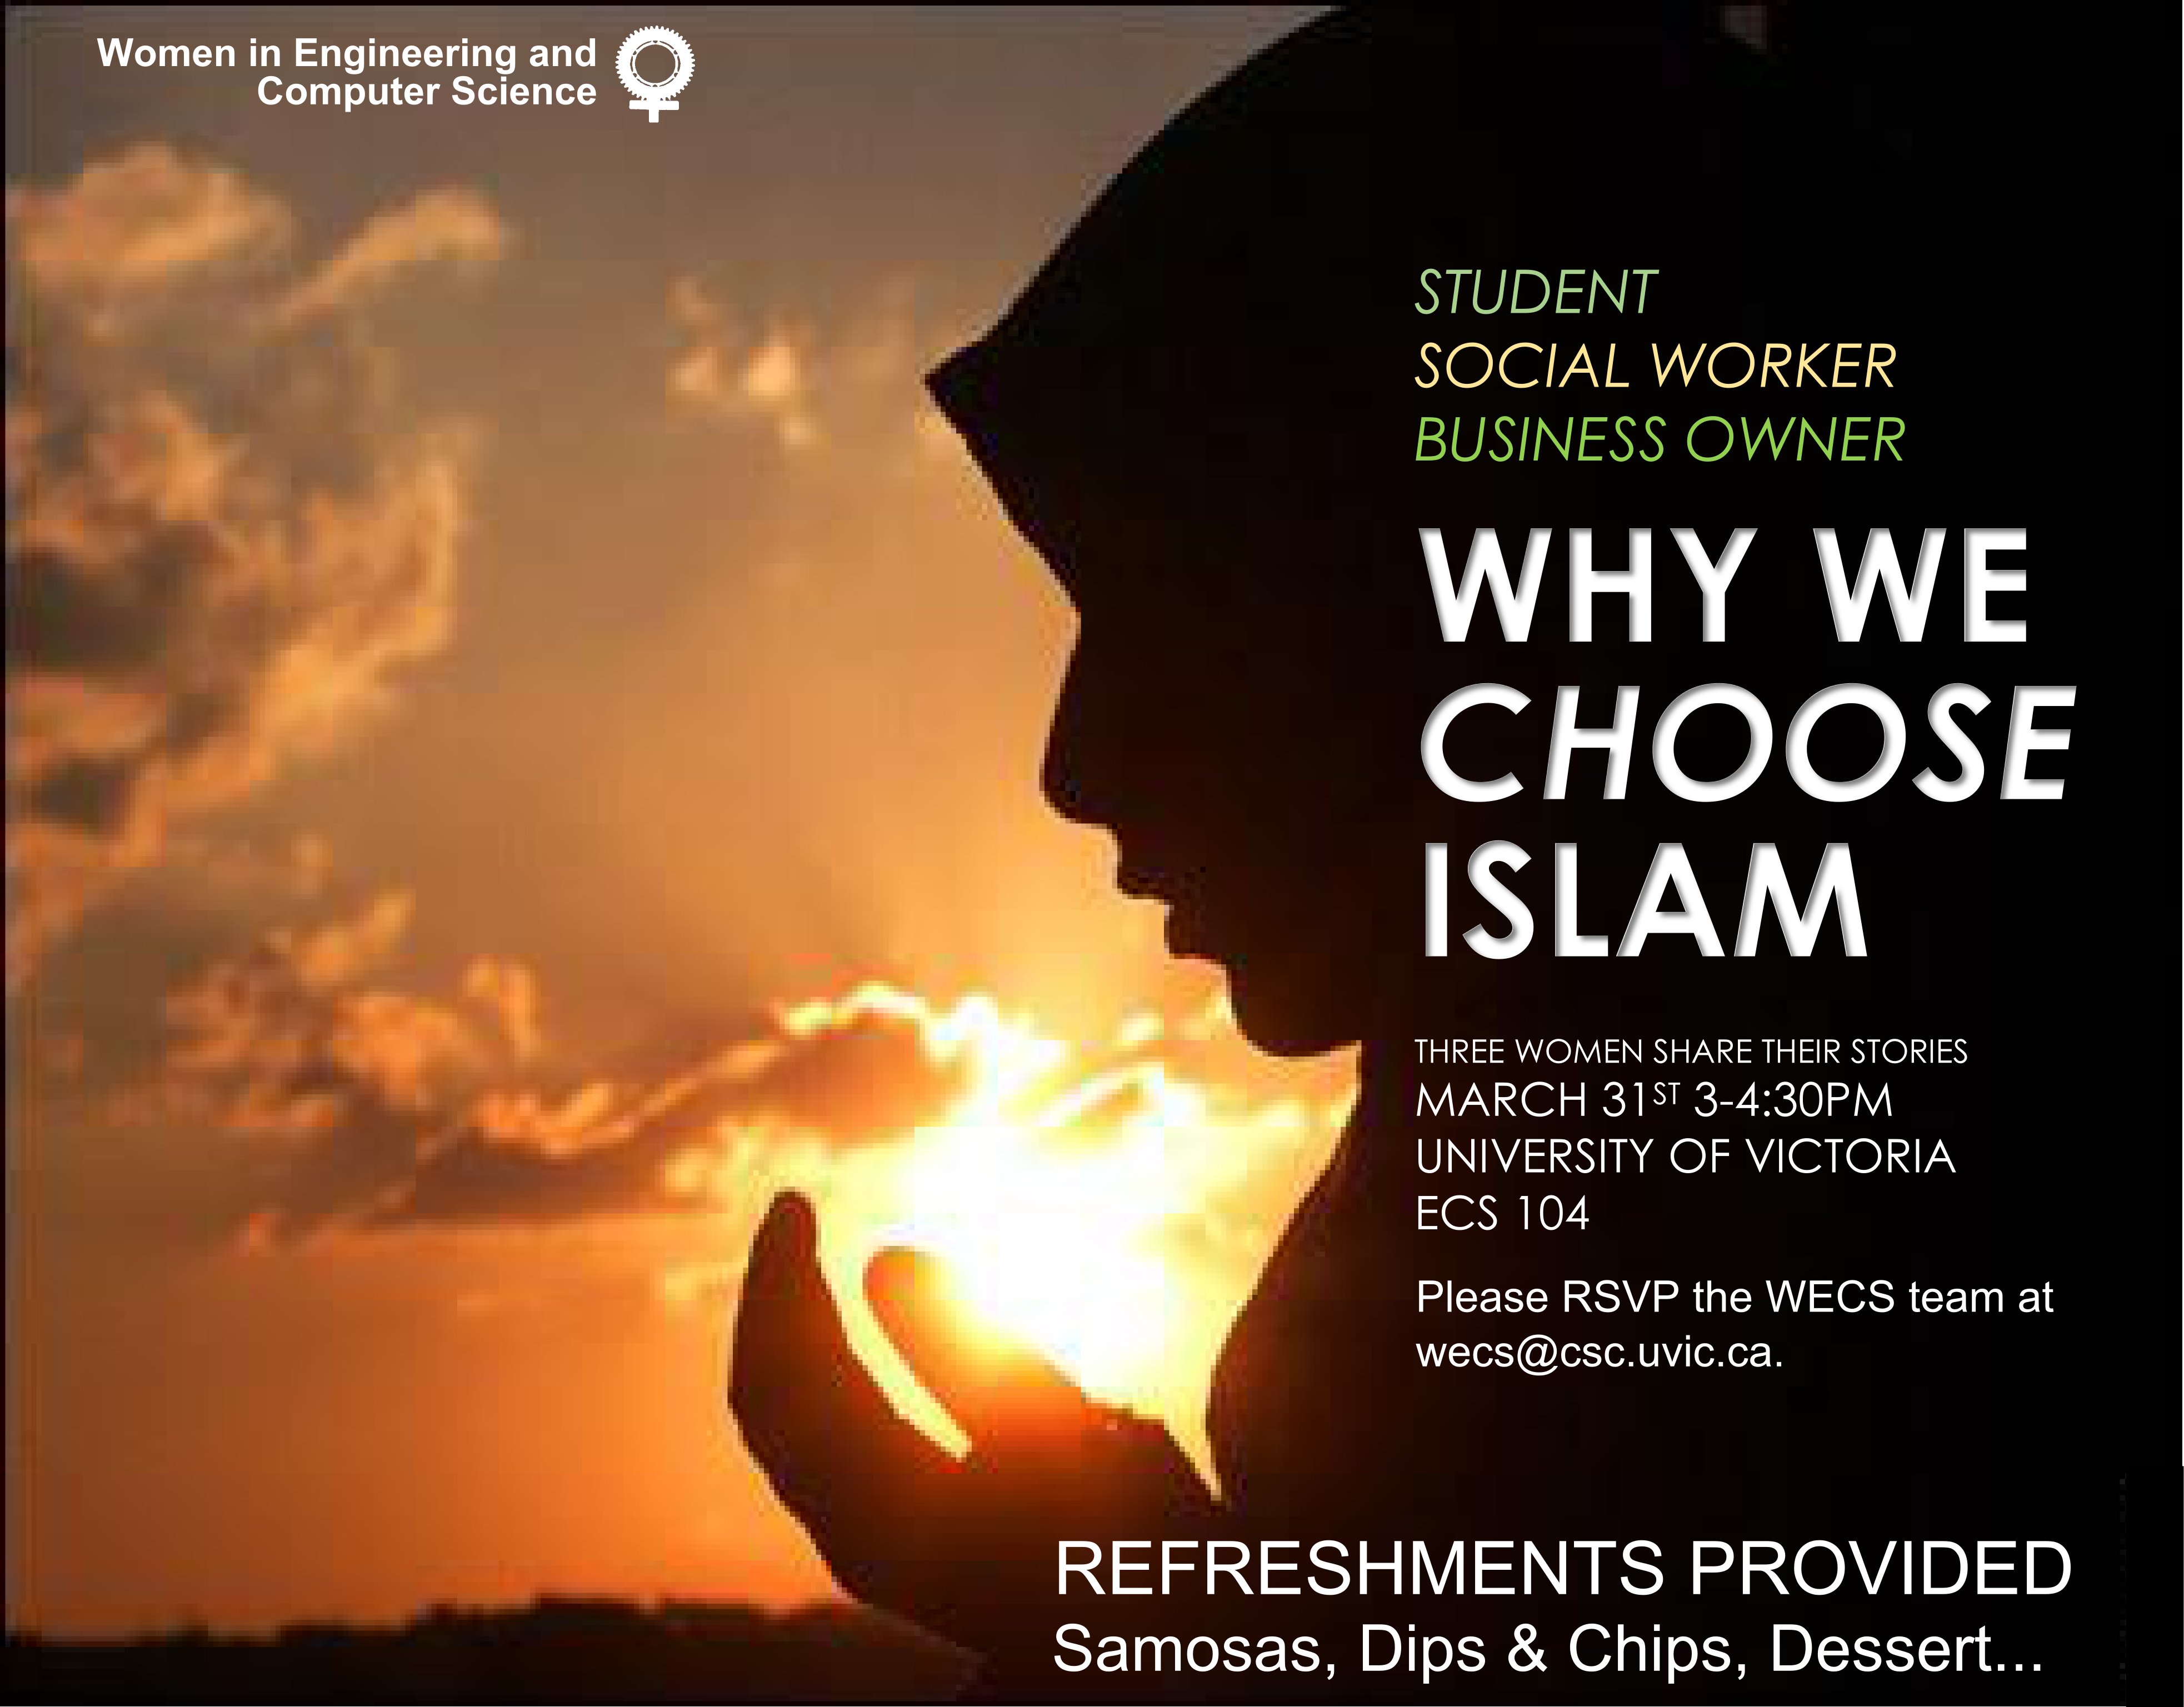 Women in Engineering and
Computer Science
STUDENT
SOCIAL WORKER
BUSINESS OWNER
WHY WE
CHOOSE
ISLAM
THREE WOMEN SHARE THEIR STORIES
MARCH 31ST 3-4:30PM
UNIVERSITY OF VICTORIA
ECS 104
Please RSVP the WECS team at
wecs@csc.uvic.ca.
REFRESHMENTS PROVIDED
Samosas, Dips & Chips, Dessert...